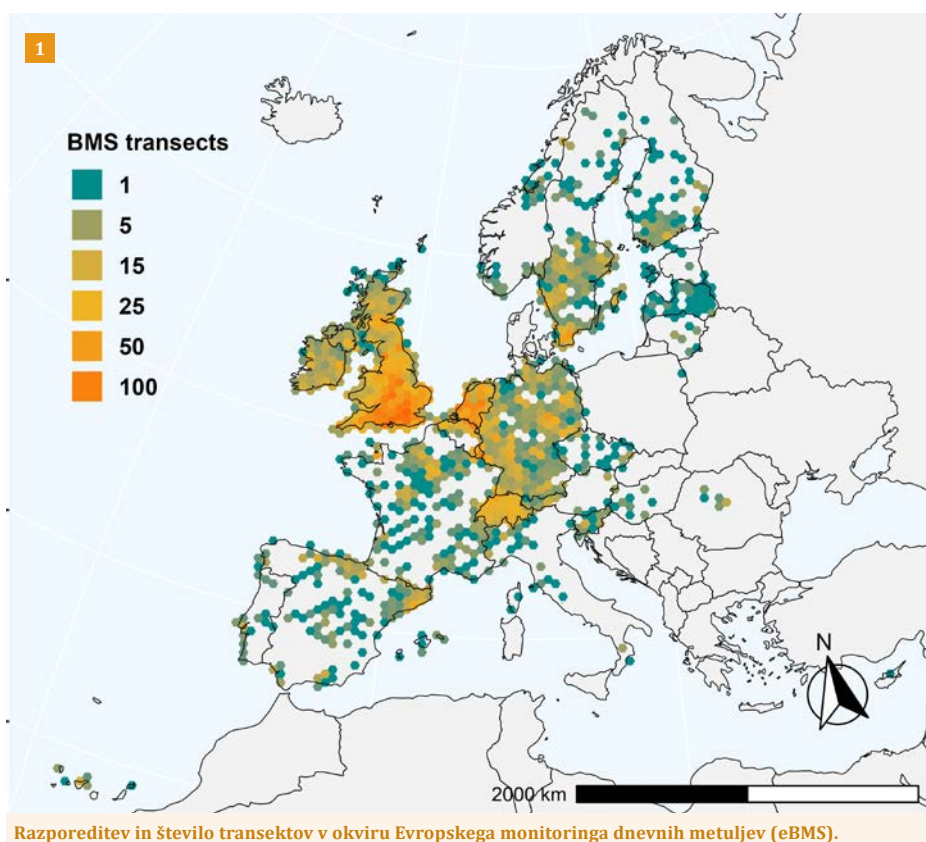 1
BMS transects
1
5
15
25
50
100
N
2000 km
Razporeditev in število transektov v okviru Evropskega monitoringa dnevnih metuljev (eBMS).